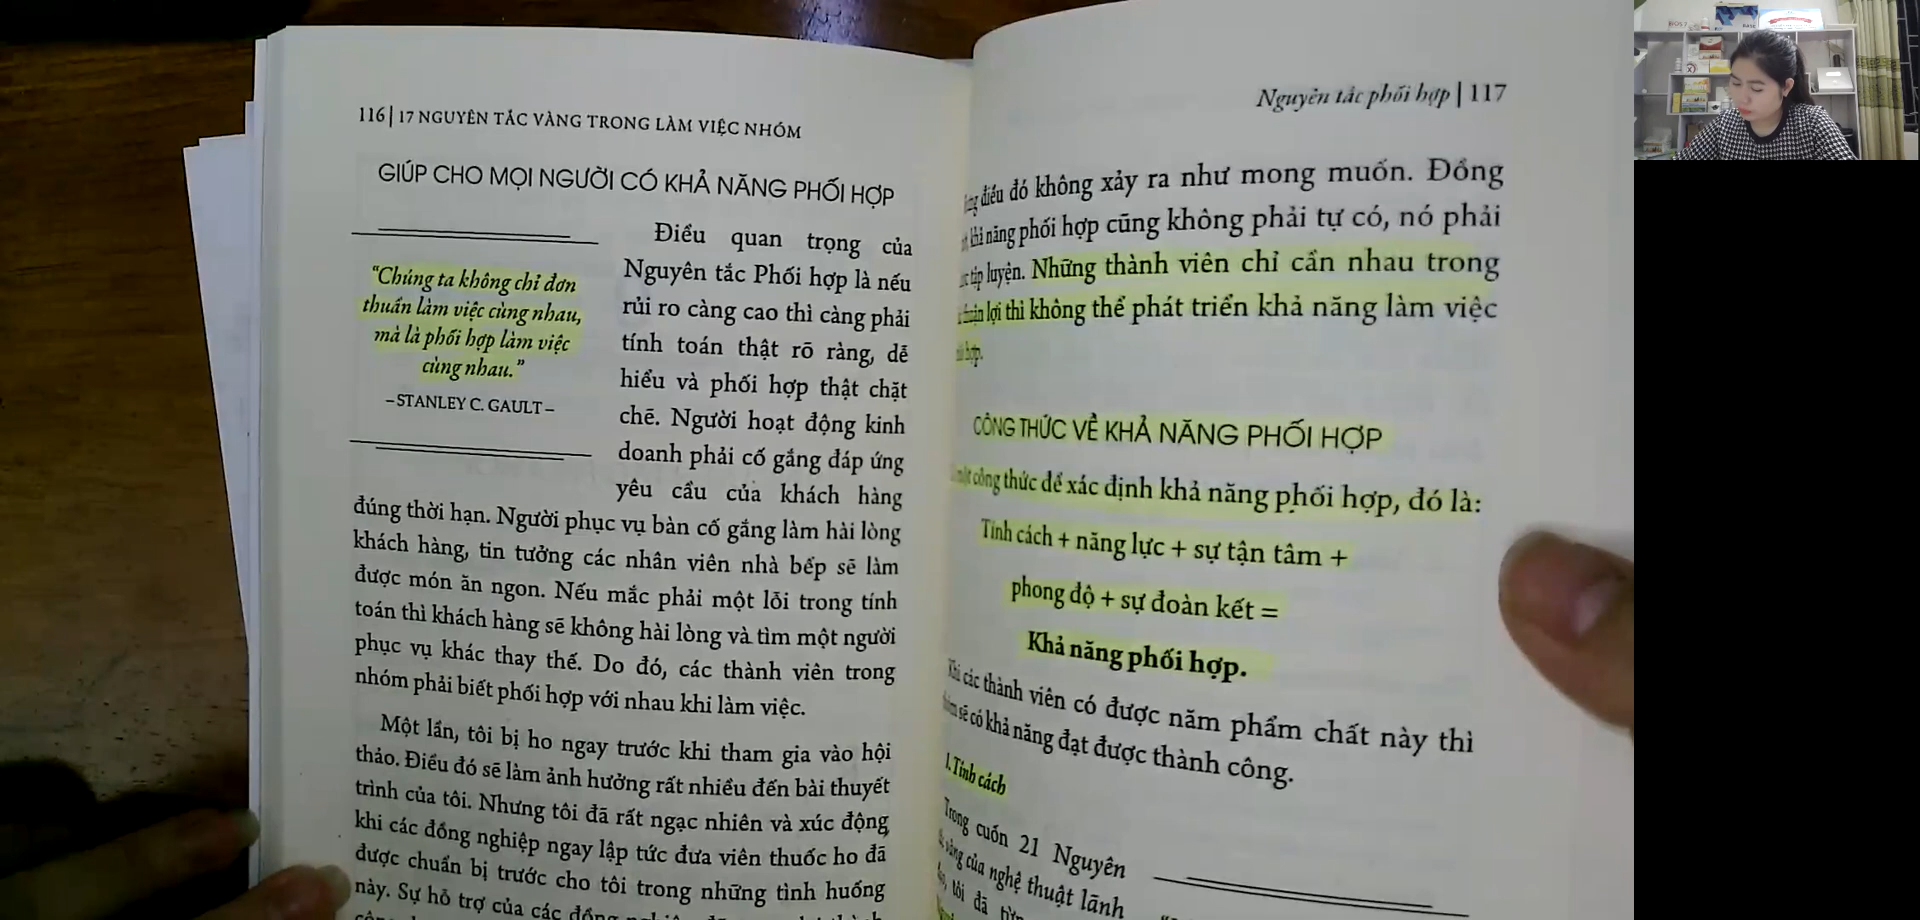 116 | 17 NGUYÊN TẮC VÀNG TRONG LÀM VIỆC NHÓM
GIÚP CHO MỌI NGƯỜI CÓ KHẢ NĂNG PHỐI HỢP
“Chúng ta không chỉ đơn
thuần làm việc cùng nhau,
mà là phối hợp làm việc
cùng nhau.”
–STANLEY C. GAULT–
Điều quan trọng của
Nguyên tắc Phối hợp là nếu
rủi ro càng cao thì càng phải
tính toán thật rõ ràng, dễ
hiểu và phối hợp thật chặt
chẽ. Người hoạt động kinh
doanh phải cố gắng đáp ứng
yêu cầu của khách hàng
đúng thời hạn. Người phục vụ bàn cố gắng làm hài lòng
khách hàng, tin tưởng các nhân viên nhà bếp sẽ làm
được món ăn ngon. Nếu mắc phải một lỗi trong tính
toán thì khách hàng sẽ không hài lòng và tìm một người
phục vụ khác thay thế. Do đó, các thành viên trong
nhóm phải biết phối hợp với nhau khi làm việc.
Một lần, tôi bị ho ngay trước khi tham gia vào hội
thảo. Điều đó sẽ làm ảnh hưởng rất nhiều đến bài thuyết
trình của tôi. Nhưng tôi đã rất ngạc nhiên và xúc động
khi các đồng nghiệp ngay lập tức đưa viên thuốc ho đã
được chuẩn bị trước cho tôi trong những tình huống
này. Sự hỗ trợ của các đồng
Nguyên tắc phối hợp | 117
điều đó không xảy ra như mong muốn. Đồng
khả năng phối hợp cũng không phải tự có, nó phải
tập luyện. Những thành viên chỉ cần nhau trong
thuận lợi thì không thể phát triển khả năng làm việc
hợp.
CÔNG THỨC VỀ KHẢ NĂNG PHỐI HỢP
một công thức để xác định khả năng phối hợp, đó là:
Tính cách + năng lực + sự tận tâm +
phong độ + sự đoàn kết =
Khả năng phối hợp.
Khi các thành viên có được năm phẩm chất này thì
nhóm sẽ có khả năng đạt được thành công.
1. Tính cách
Trong cuốn 21 Nguyên
vàng của nghệ thuật lãnh
tôi đã từng